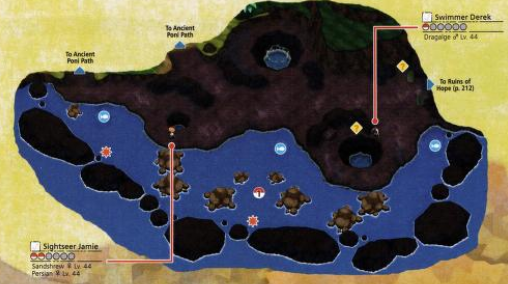 Swimmer Derek
Dragalge ♂ Lv. 44
To Ancient
Poni Path
To Ancient
Poni Path
To Ruins of
Hope (p. 212)
Sightseer Jamie
Sandshrew ♀ Lv. 44
Persian ♀ Lv. 44